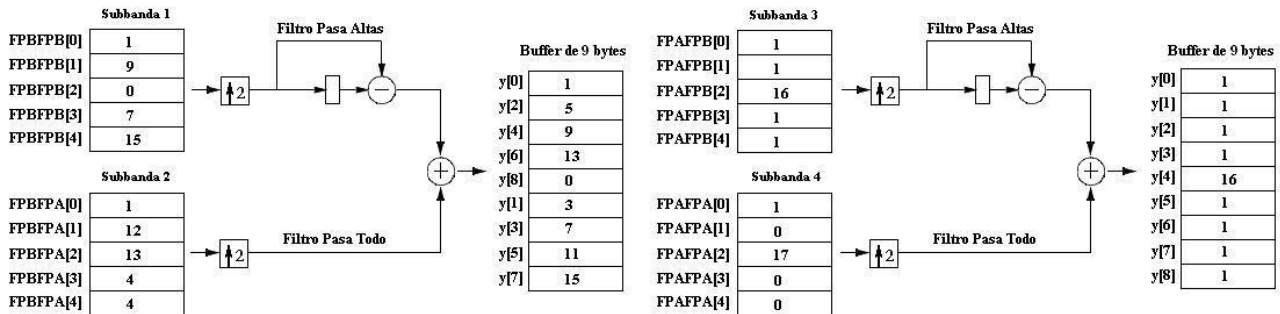 Subbanda 1
FPBFPB[0] 1
FPBFPB[1] 9
FPBFPB[2] 0
FPBFPB[3] 7
FPBFPB[4] 15
Filtro Pasa Altas
2
−
Subbanda 2
FPBFPA[0] 1
FPBFPA[1] 12
FPBFPA[2] 13
FPBFPA[3] 4
FPBFPA[4] 4
2
Filtro Pasa Todo
+
Buffer de 9 bytes
y[0] 1
y[2] 5
y[4] 9
y[6] 13
y[8] 0
y[1] 3
y[3] 7
y[5] 11
y[7] 15
Subbanda 3
FPAFPB[0] 1
FPAFPB[1] 1
FPAFPB[2] 16
FPAFPB[3] 1
FPAFPB[4] 1
Filtro Pasa Altas
2
−
Subbanda 4
FPAFPA[0] 1
FPAFPA[1] 0
FPAFPA[2] 17
FPAFPA[3] 0
FPAFPA[4] 0
2
Filtro Pasa Todo
+
Buffer de 9 bytes
y[0] 1
y[1] 1
y[2] 1
y[3] 1
y[4] 16
y[5] 1
y[6] 1
y[7] 1
y[8] 1